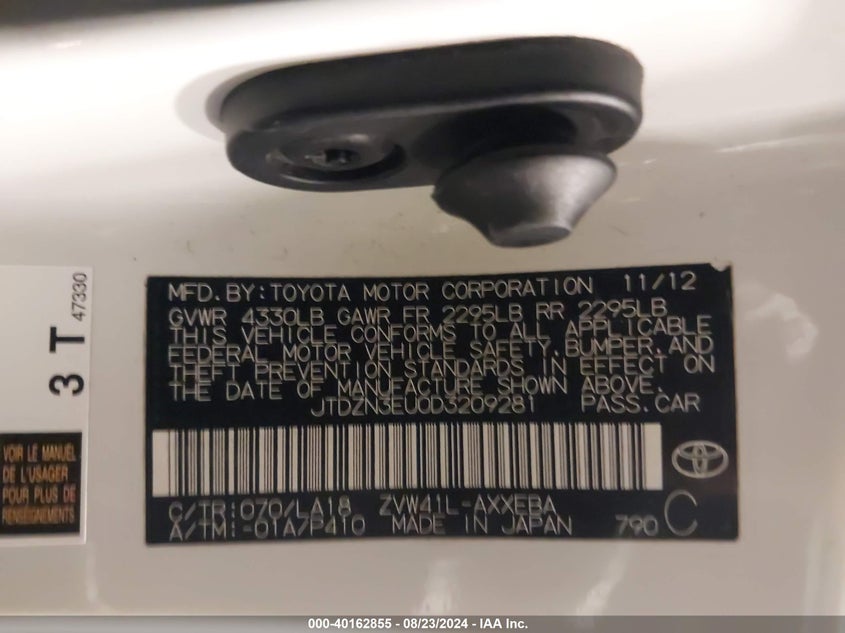 MFD. BY: TOYOTA MOTOR CORPORATION 11/12
GVWR 4330LB GAWR FR 2295LB RR 2295LB
THIS VEHICLE CONFORMS TO ALL APPLICABLE
FEDERAL MOTOR VEHICLE SAFETY, BUMPER, AND
THEFT PREVENTION STANDARDS IN EFFECT ON
THE DATE OF MANUFACTURE SHOWN ABOVE.
JTDZN3EU0D3209281 PASS.CAR
C/TR:070/LA18 ZVW41L-AXXEBA
A/TM:-01A/P410 MADE IN JAPAN 790 C
3 T
47330
VOIR LE MANUEL
DE L'USAGER
POUR PLUS DE
RENSEIGNEMENTS
000-40162855 - 08/23/2024 - IAA Inc.